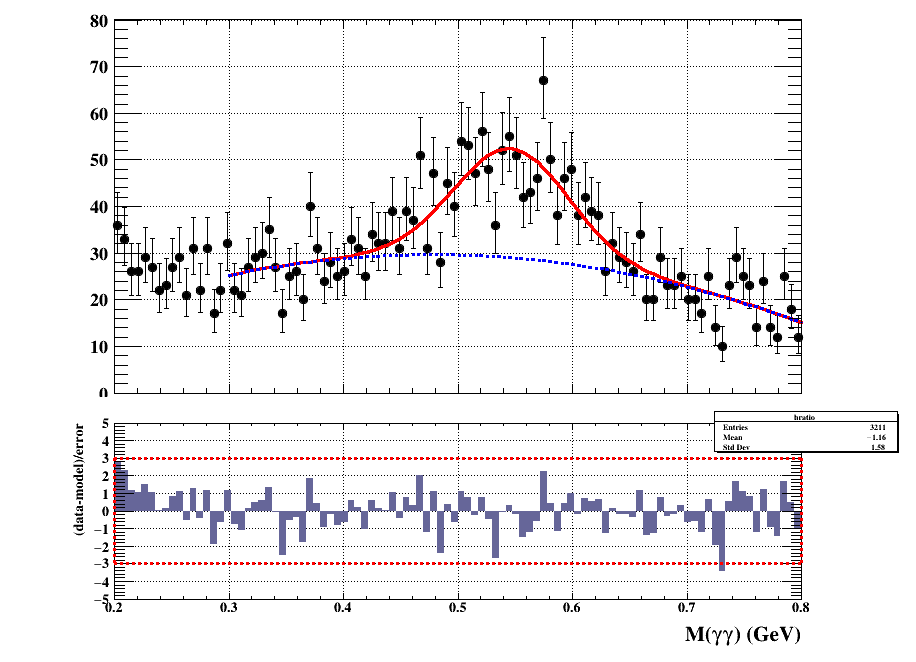 80
70
60
50
40
30
20
10
0
hratio
Entries 3211
Mean −1.16
Std Dev 1.58
(data-model)/error
5
4
3
2
1
0
−1
−2
−3
−4
−5
0.2 0.3 0.4 0.5 0.6 0.7 0.8
M(γγ) (GeV)